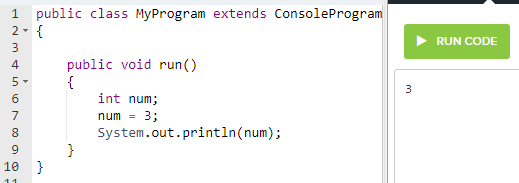 1 public class MyProgram extends ConsoleProgram
2 {
3
4 public void run()
5 {
6 int num;
7 num = 3;
8 System.out.println(num);
9 }
10 }
RUN CODE
3